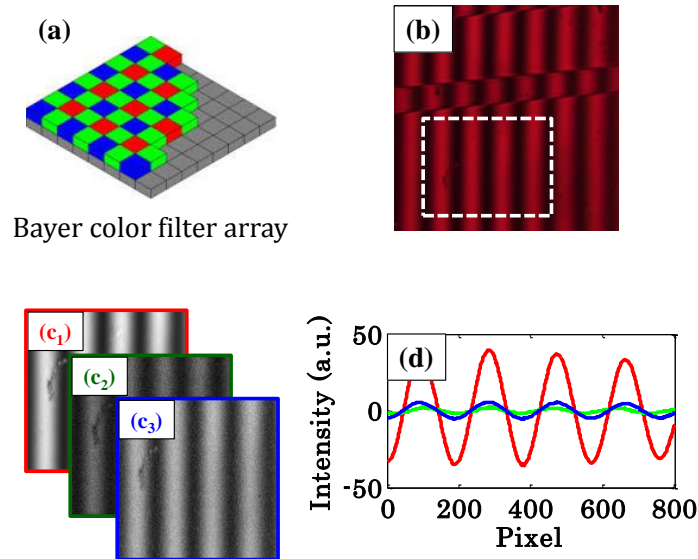 (a)
Bayer color filter array
(b)
(c1)
(c2)
(c3)
(d)
Intensity (a.u.)
50
0
-50
0 200 400 600 800
Pixel